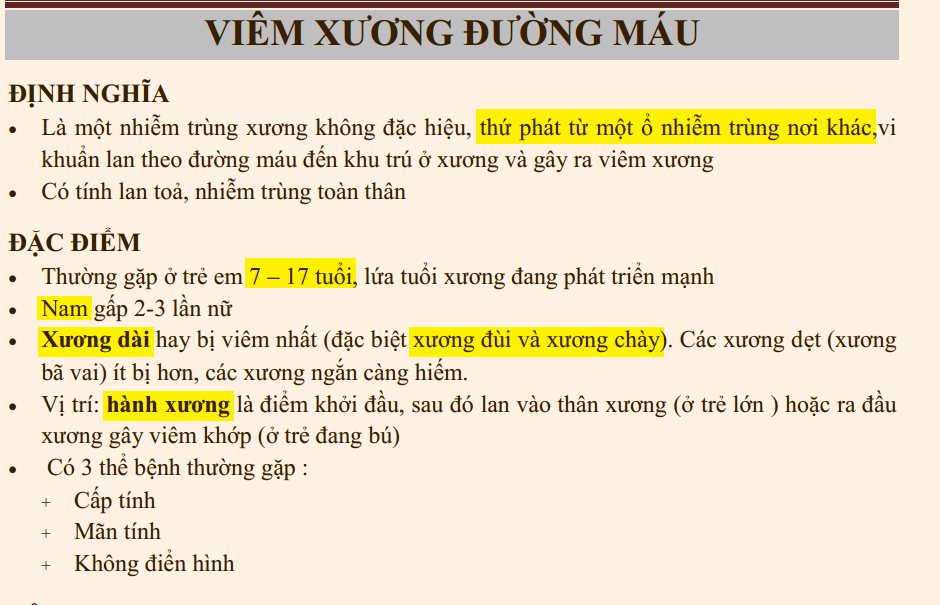 VIÊM XƯƠNG ĐƯỜNG MÁU
ĐỊNH NGHĨA
• Là một nhiễm trùng xương không đặc hiệu, thứ phát từ một ổ nhiễm trùng nơi khác,vi
khuẩn lan theo đường máu đến khu trú ở xương và gây ra viêm xương
• Có tính lan toả, nhiễm trùng toàn thân
ĐẶC ĐIỂM
• Thường gặp ở trẻ em 7 – 17 tuổi, lứa tuổi xương đang phát triển mạnh
• Nam gấp 2-3 lần nữ
• Xương dài hay bị viêm nhất (đặc biệt xương đùi và xương chày). Các xương dẹt (xương
bã vai) ít bị hơn, các xương ngắn càng hiếm.
• Vị trí: hành xương là điểm khởi đầu, sau đó lan vào thân xương (ở trẻ lớn ) hoặc ra đầu
xương gây viêm khớp (ở trẻ đang bú)
• Có 3 thể bệnh thường gặp :
+ Cấp tính
+ Mãn tính
+ Không điển hình